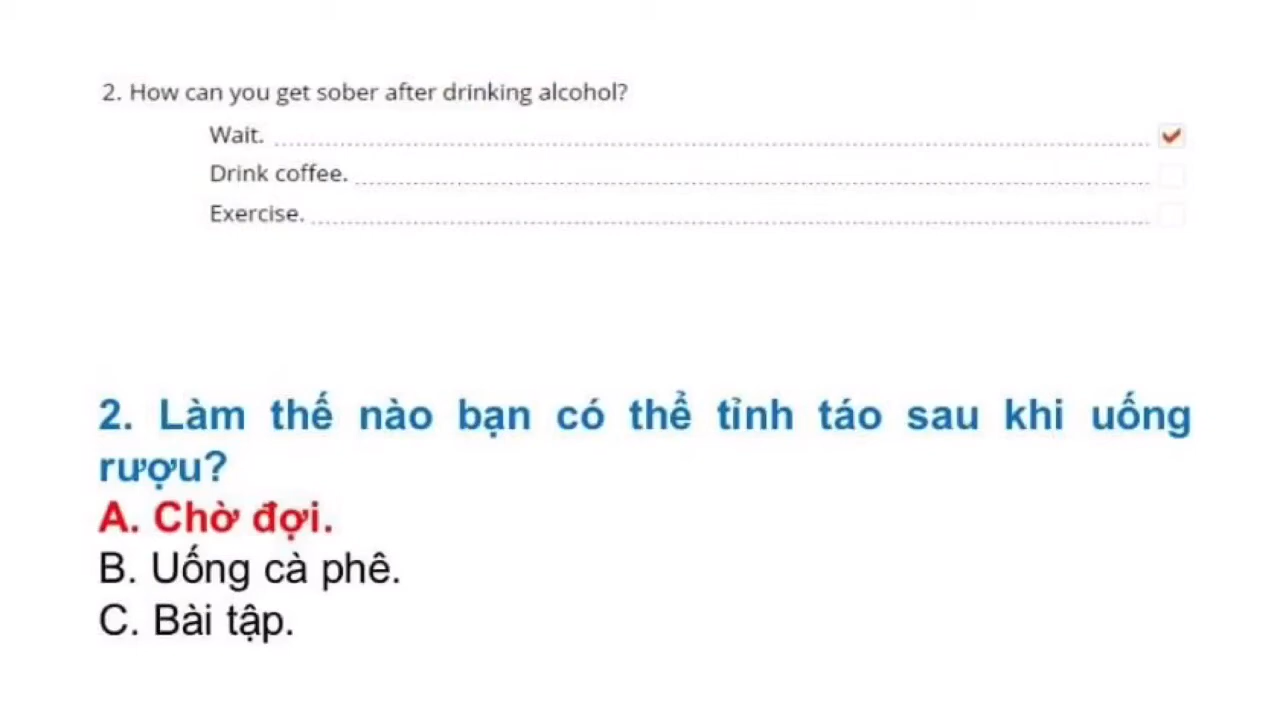 2. How can you get sober after drinking alcohol?
Wait.
Drink coffee.
Exercise.
2. Làm thế nào bạn có thể tỉnh táo sau khi uống
rượu?
A. Chờ đợi.
B. Uống cà phê.
C. Bài tập.